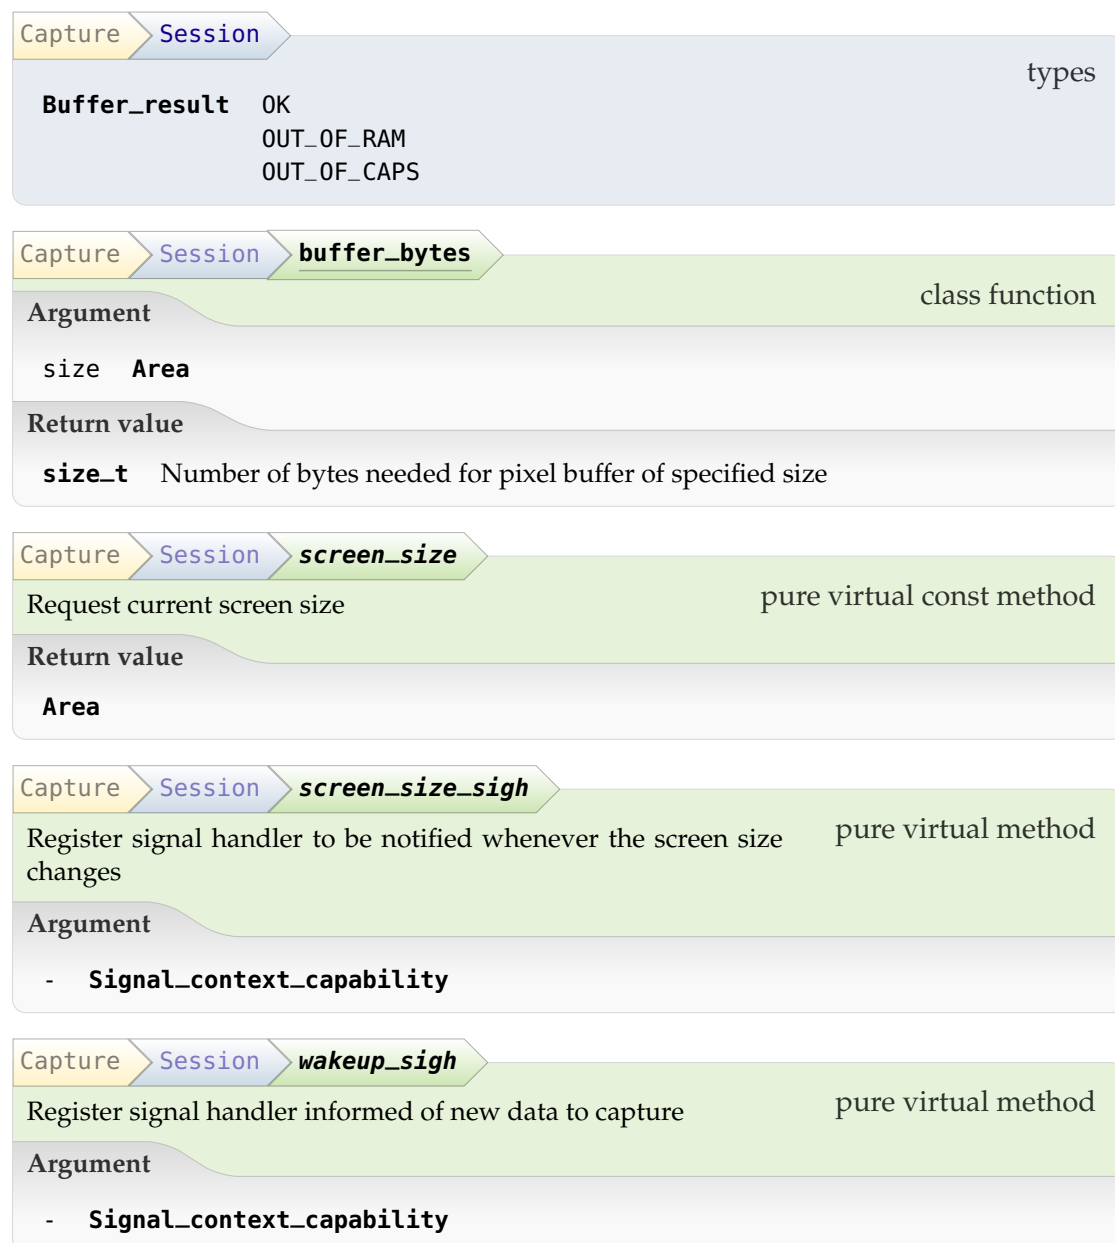 Capture Session
types
Buffer_result OK
OUT_OF_RAM
OUT_OF_CAPS
Capture Session buffer_bytes
class function
Argument
size Area
Return value
size_t Number of bytes needed for pixel buffer of specified size
Capture Session screen_size
pure virtual const method
Request current screen size
Return value
Area
Capture Session screen_size_sigh
pure virtual method
Register signal handler to be notified whenever the screen size
changes
Argument
- Signal_context_capability
Capture Session wakeup_sigh
pure virtual method
Register signal handler informed of new data to capture
Argument
- Signal_context_capability